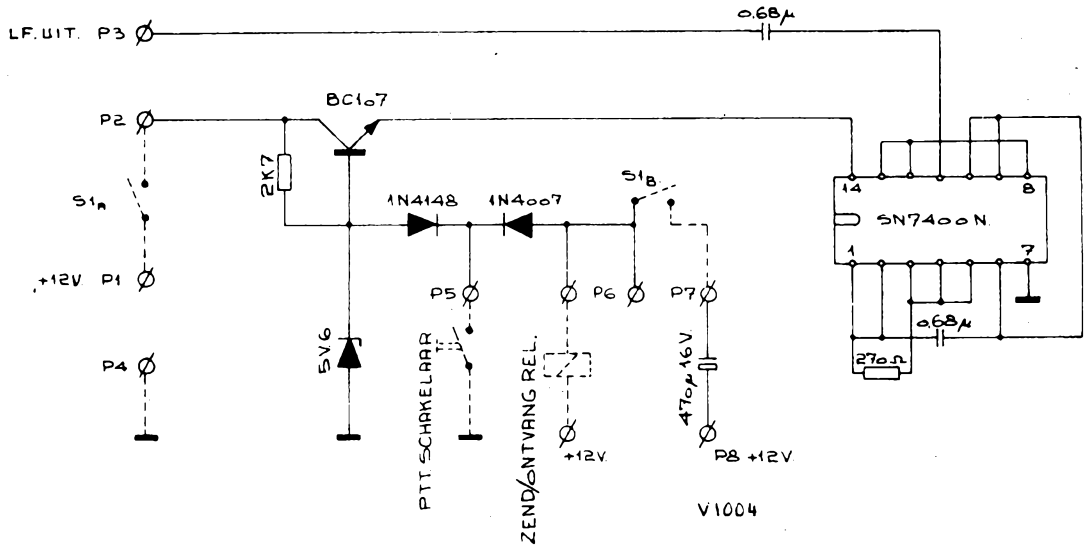 0.68µ
LF.UIT. P3
P2
BC107
2K7
14
8
SN7400N
1
7
S1A
1N4148
1N4007
S1B.
+12V P1
P5
P6
P7
0.68µ
270Ω
5V6
P4
PTT. SCHAKELAAR
ZEND/ONTVANG REL.
470µ 16V
+12V.
P8 +12V.
V1004